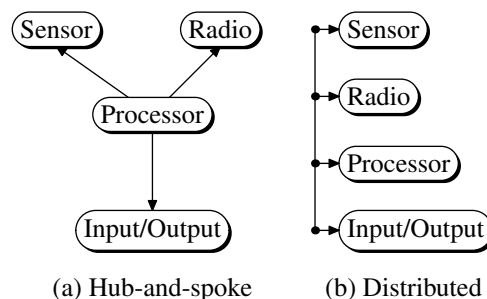 Sensor
Radio
Processor
Input/Output
(a) Hub-and-spoke
Sensor
Radio
Processor
Input/Output
(b) Distributed